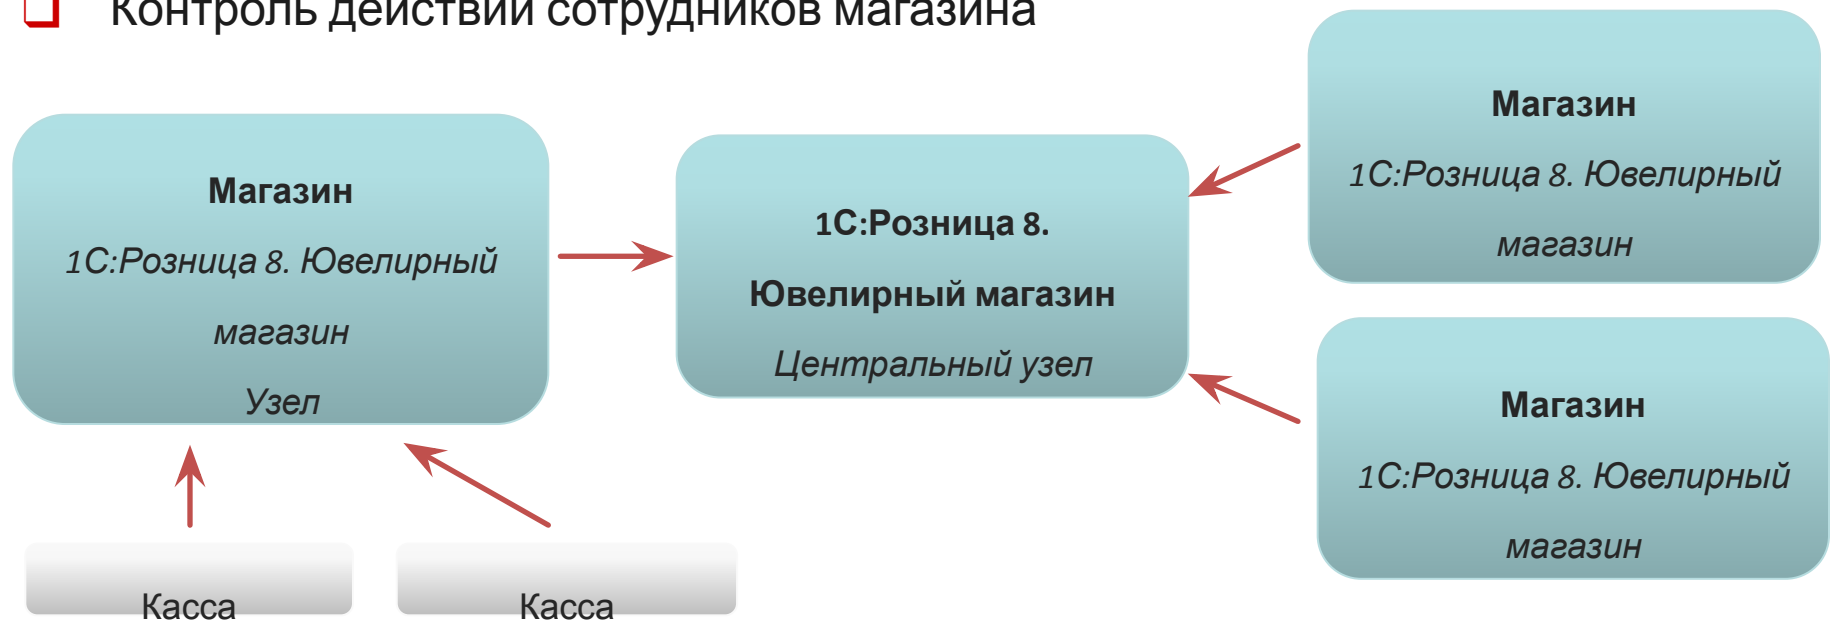 Контроль действий сотрудников магазина
Магазин
1С:Розница 8. Ювелирный
магазин
Узел
1С:Розница 8.
Ювелирный магазин
Центральный узел
Магазин
1С:Розница 8. Ювелирный
магазин
Магазин
1С:Розница 8. Ювелирный
магазин
Касса
Касса